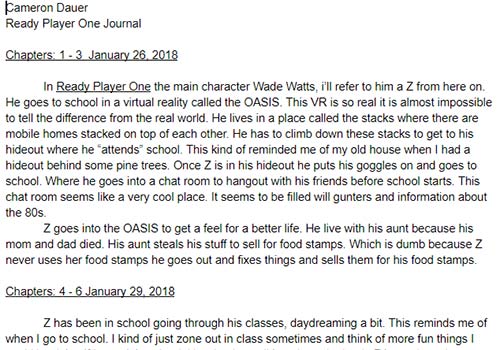 Cameron Dauer
Ready Player One Journal
Chapters: 1 - 3  January 26, 2018
In Ready Player One the main character Wade Watts, i'll refer to him a Z from here on.
He goes to school in a virtual reality called the OASIS. This VR is so real it is almost impossible
to tell the difference from the real world. He lives in a place called the stacks where there are
mobile homes stacked on top of each other. He has to climb down these stacks to get to his
hideout where he “attends” school. This kind of reminded me of my old house when I had a
hideout behind some pine trees. Once Z is in his hideout he puts his goggles on and goes to
school. Where he goes into a chat room to hangout with his friends before school starts. This
chat room seems like a very cool place. It seems to be filled will gunters and information about
the 80s.
Z goes into the OASIS to get a feel for a better life. He live with his aunt because his
mom and dad died. His aunt steals his stuff to sell for food stamps. Which is dumb because Z
never uses her food stamps he goes out and fixes things and sells them for his food stamps.
Chapters: 4 - 6 January 29, 2018
Z has been in school going through his classes, daydreaming a bit. This reminds me of
when I go to school. I kind of just zone out in class sometimes and think of more fun things I